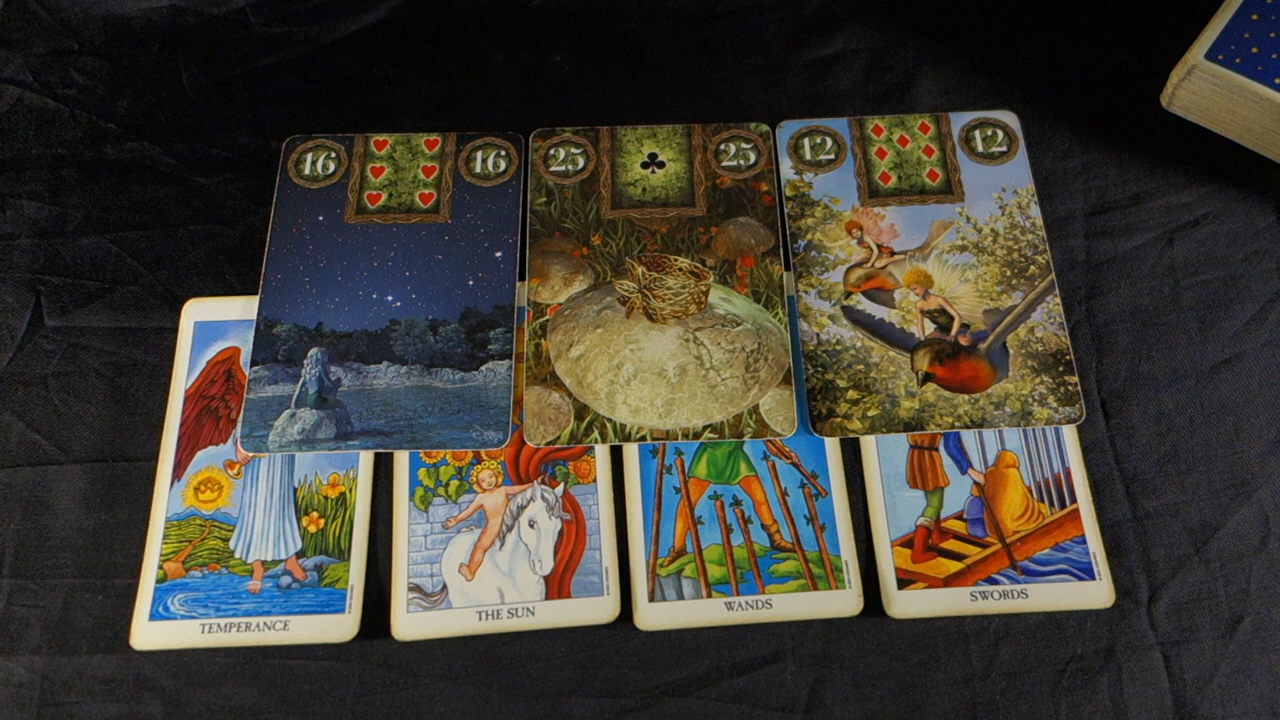 16 16
25 25
12 12
TEMPERANCE
THE SUN
WANDS
SWORDS